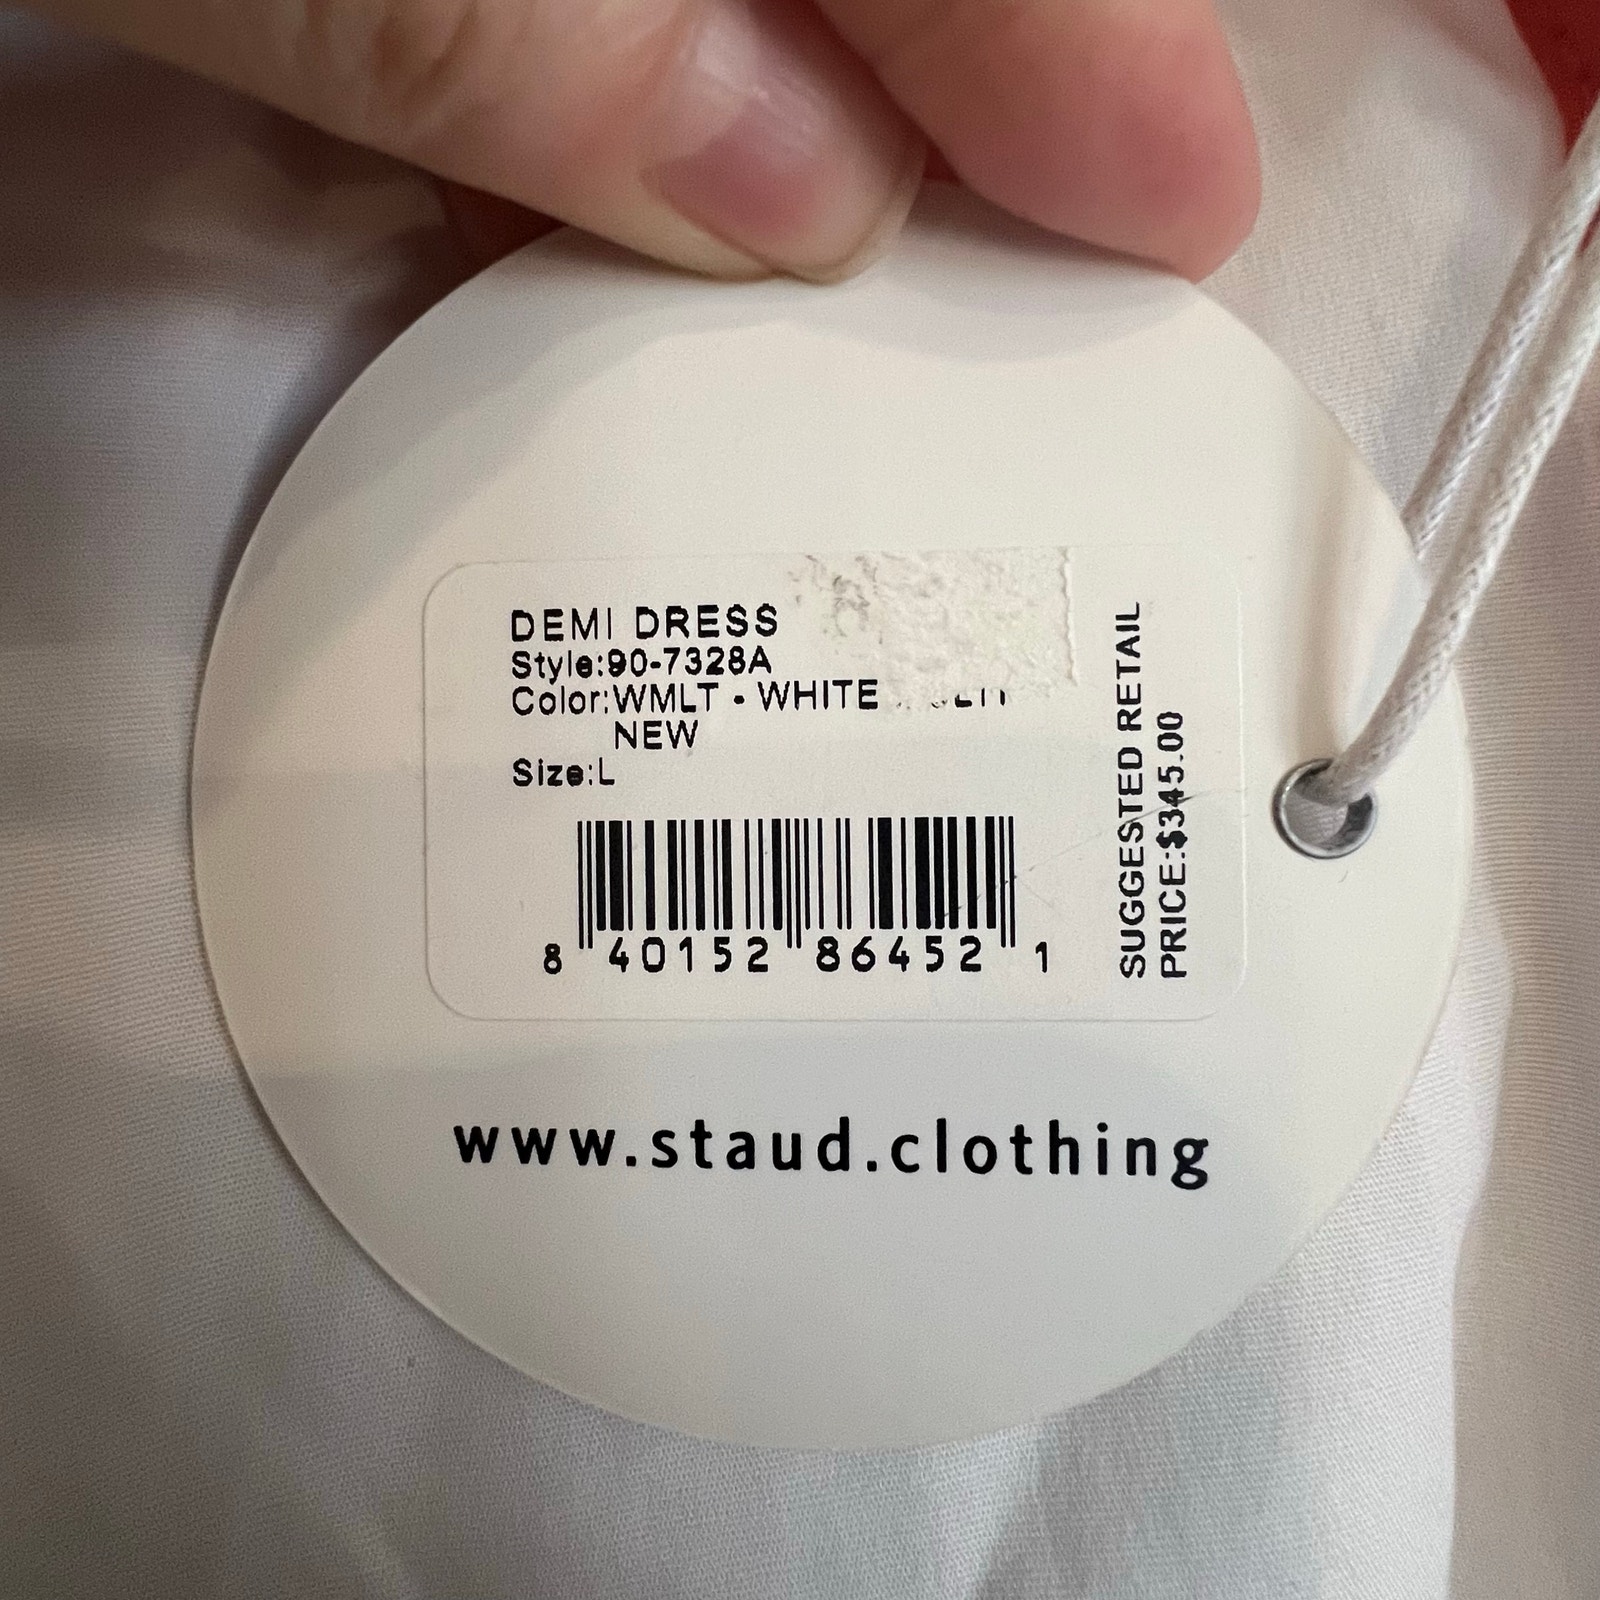 DEMI DRESS
Style:90-7328A
Color:WMLT - WHITE
NEW
Size:L
8 40152 86452 1
SUGGESTED RETAIL
PRICE:$345.00
www.staud.clothing